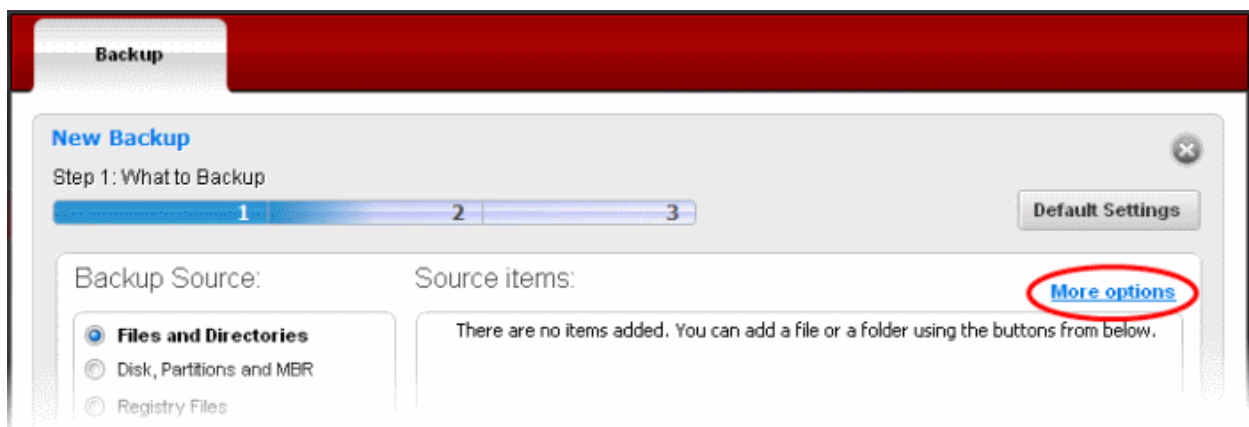 Backup
New Backup
Step 1: What to Backup
1 2 3
Default Settings
Backup Source:
Source items:
More options
Files and Directories
There are no items added. You can add a file or a folder using the buttons from below.
Disk, Partitions and MBR
Registry Files